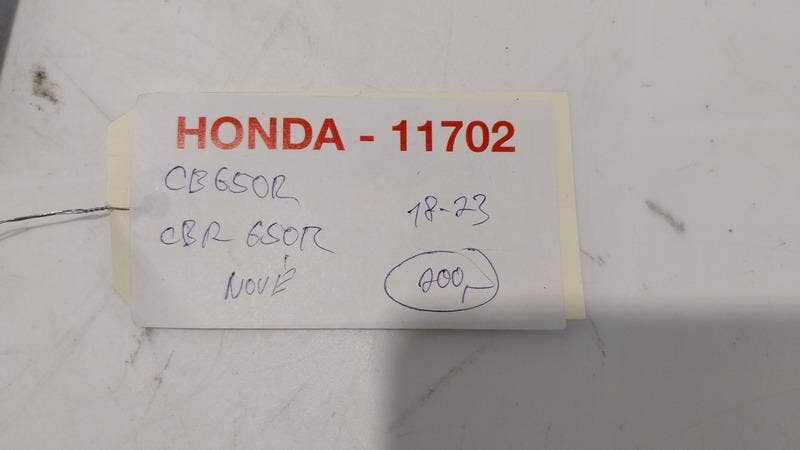 HONDA - 11702
CB650R
18-23
CBR 650R
NOVÉ
200,-